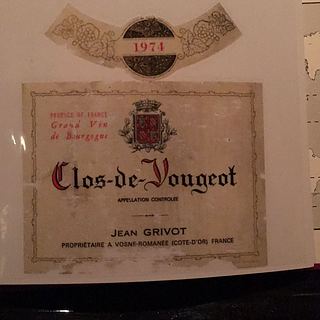 1974
PRODUCE OF FRANCE
Grand Vin
de Bourgogne
Clos-de-Vougeot
APPELLATION CONTROLÉE
JEAN GRIVOT
PROPRIÉTAIRE A VOSNE-ROMANÉE (COTE-D'OR) FRANCE